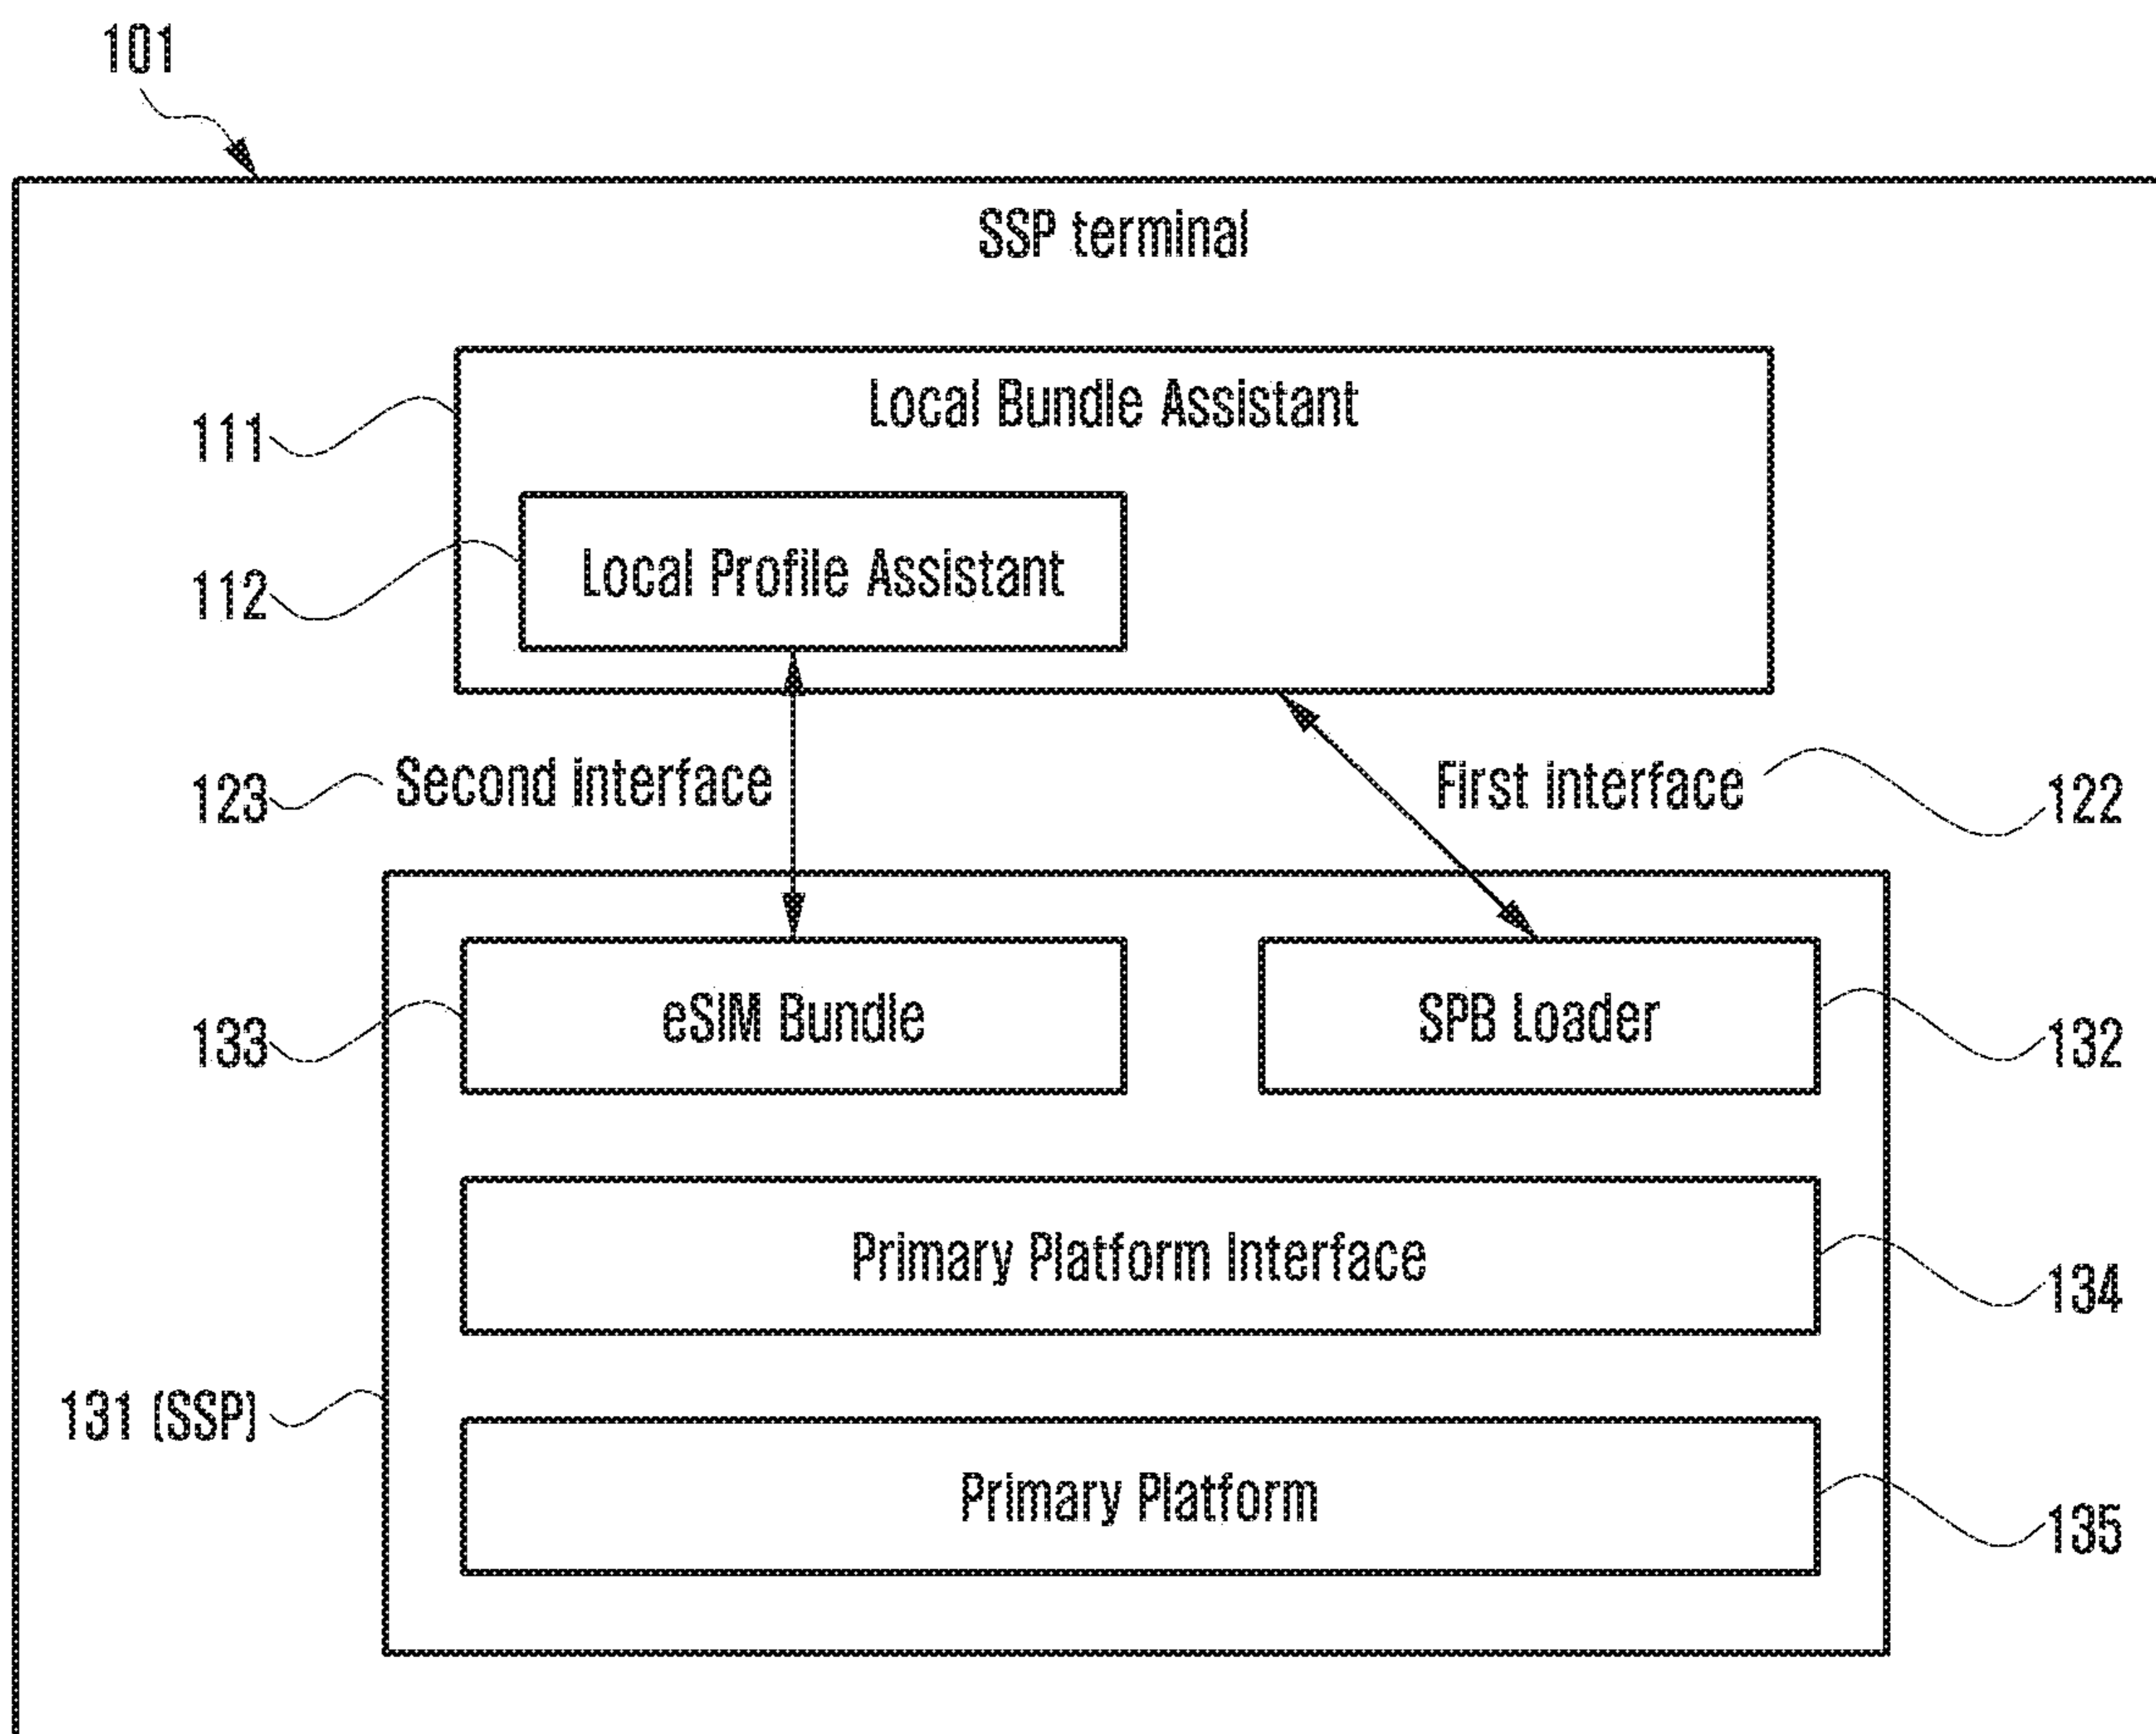 101
SSP terminal
Local Bundle Assistant
111
Local Profile Assistant
112
Second interface
123
First interface
122
eSIM Bundle
SPB Loader
133
132
Primary Platform Interface
134
131 (SSP)
Primary Platform
135